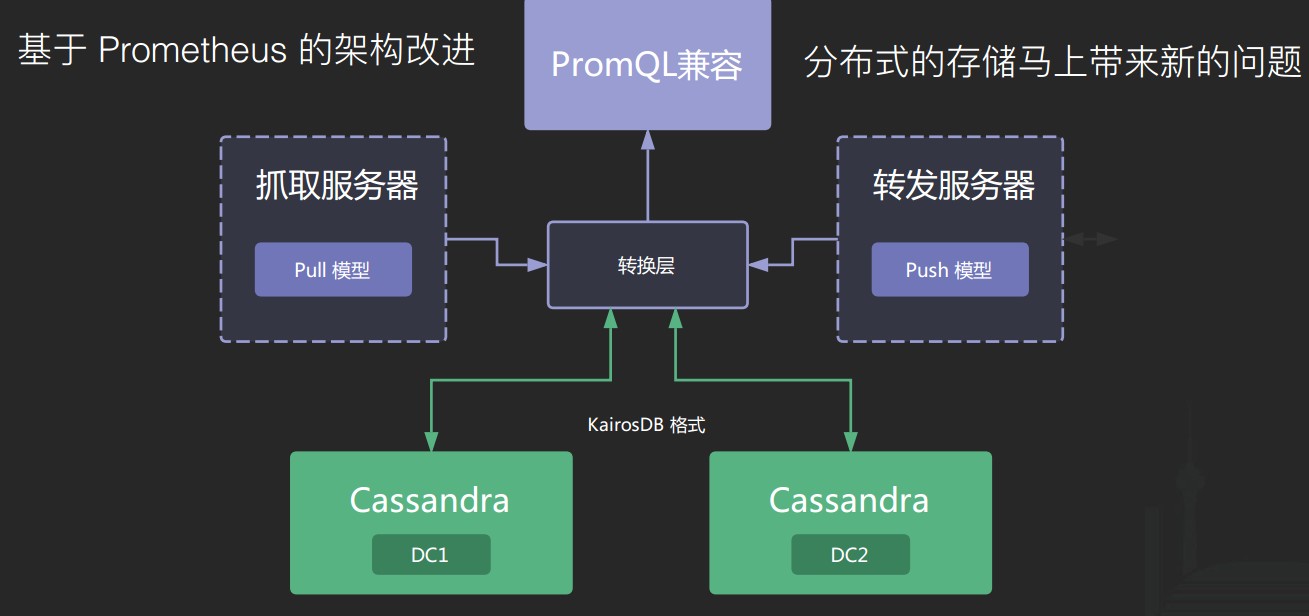 基于 Prometheus 的架构改进
PromQL兼容
分布式的存储马上带来新的问题
抓取服务器
Pull 模型
转换层
转发服务器
Push 模型
KairosDB 格式
Cassandra
DC1
Cassandra
DC2